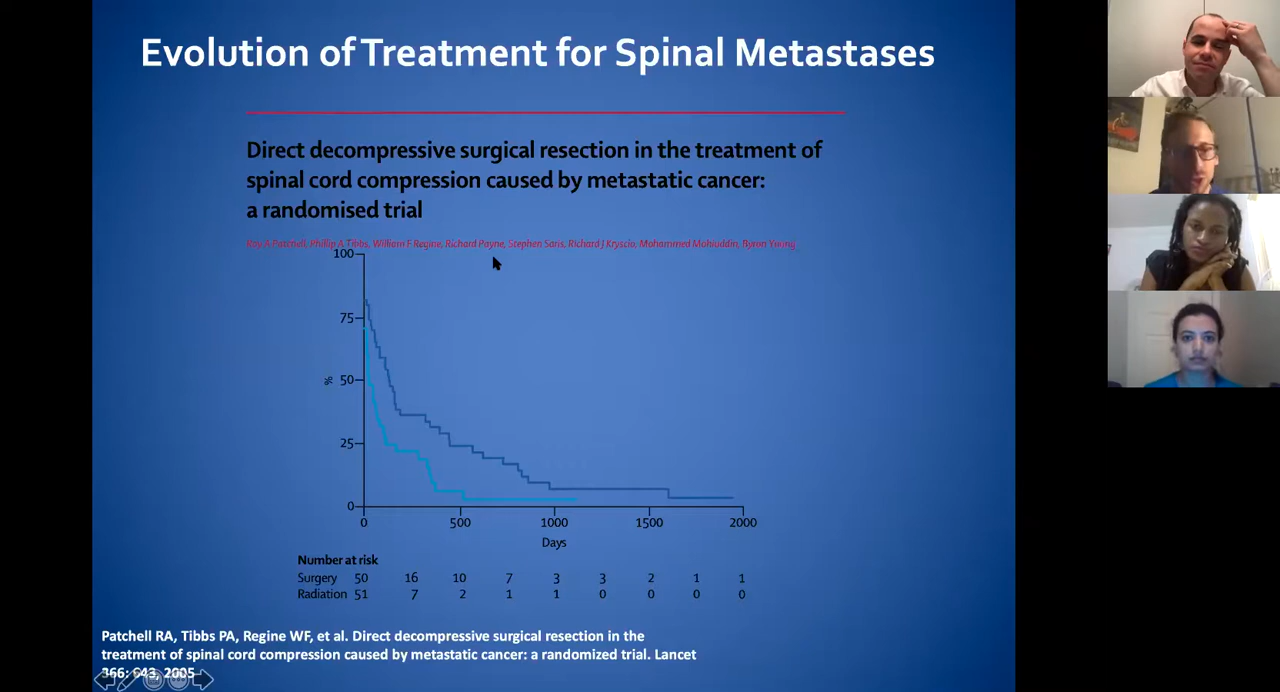 Evolution of Treatment for Spinal Metastases
Direct decompressive surgical resection in the treatment of
spinal cord compression caused by metastatic cancer:
a randomised trial
Roy A Patchell, Phillip A Tibbs, William F Regine, Richard Payne, Stephen Saris, Richard J Kryscio, Mohammed Mohiuddin, Byron Young
100
75
% 50
25
0
0 500 1000 1500 2000
Days
Number at risk
Surgery 50 16 10 7 3 3 2 1 1
Radiation 51 7 2 1 1 0 0 0 0
Patchell RA, Tibbs PA, Regine WF, et al. Direct decompressive surgical resection in the
treatment of spinal cord compression caused by metastatic cancer: a randomized trial. Lancet
366: 643, 2005